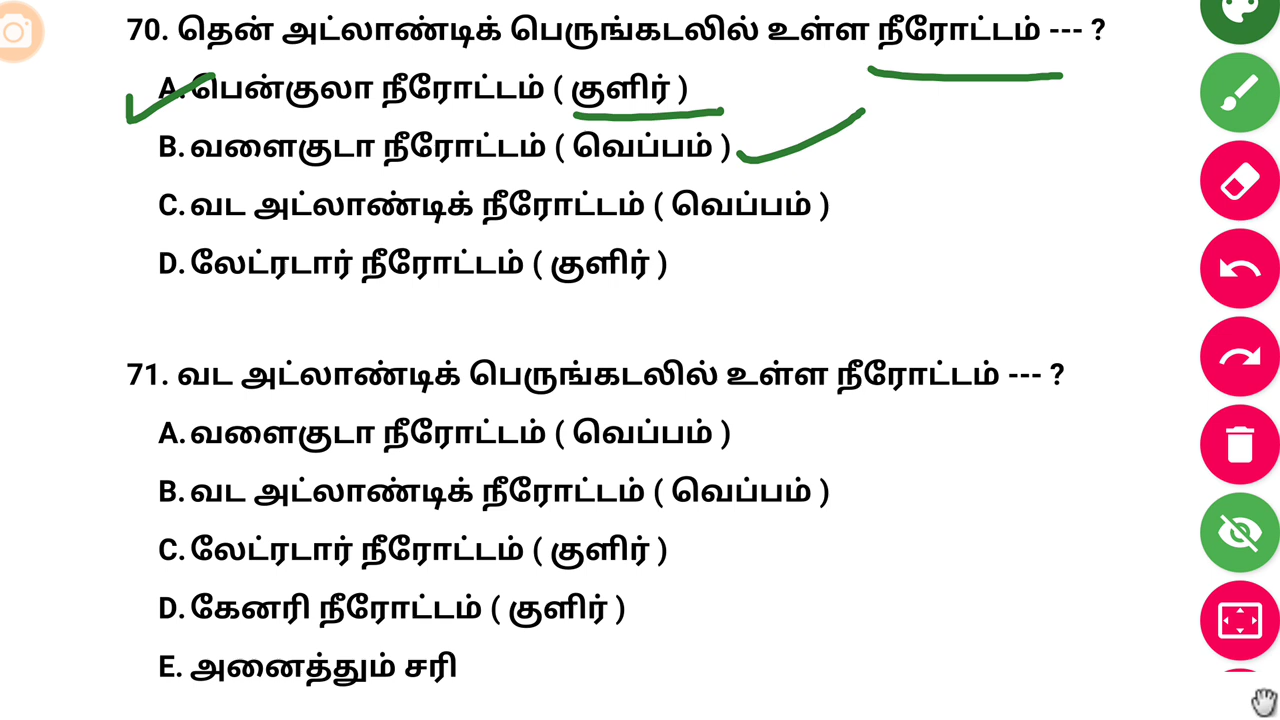 70. தென் அட்லாண்டிக் பெருங்கடலில் உள்ள நீரோட்டம் --- ?
A. பென்குலா நீரோட்டம் ( குளிர் )
B. வளைகுடா நீரோட்டம் ( வெப்பம் )
C. வட அட்லாண்டிக் நீரோட்டம் ( வெப்பம் )
D. லேட்ரடார் நீரோட்டம் ( குளிர் )
71. வட அட்லாண்டிக் பெருங்கடலில் உள்ள நீரோட்டம் --- ?
A. வளைகுடா நீரோட்டம் ( வெப்பம் )
B. வட அட்லாண்டிக் நீரோட்டம் ( வெப்பம் )
C. லேட்ரடார் நீரோட்டம் ( குளிர் )
D. கேனரி நீரோட்டம் ( குளிர் )
E. அனைத்தும் சரி